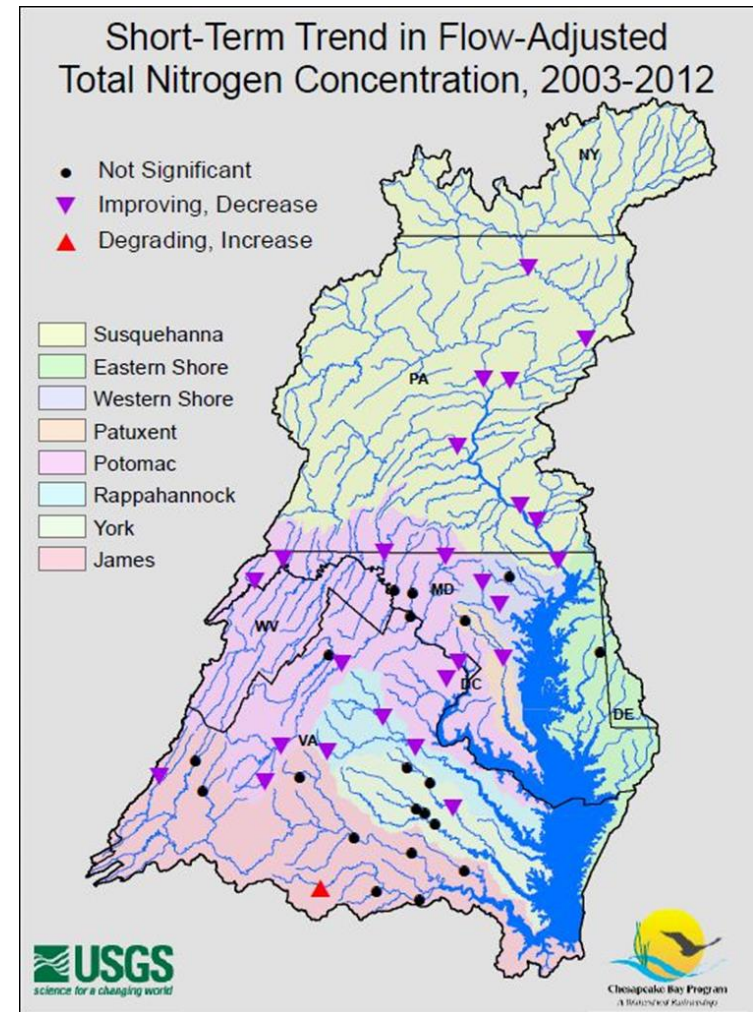 Short-Term Trend in Flow-Adjusted
Total Nitrogen Concentration, 2003-2012
Not Significant
Improving, Decrease
Degrading, Increase
Susquehanna
Eastern Shore
Western Shore
Patuxent
Potomac
Rappahannock
York
James
NY
PA
MD
WV
DC
DE
VA
USGS
science for a changing world
Chesapeake Bay Program
A Watershed Partnership